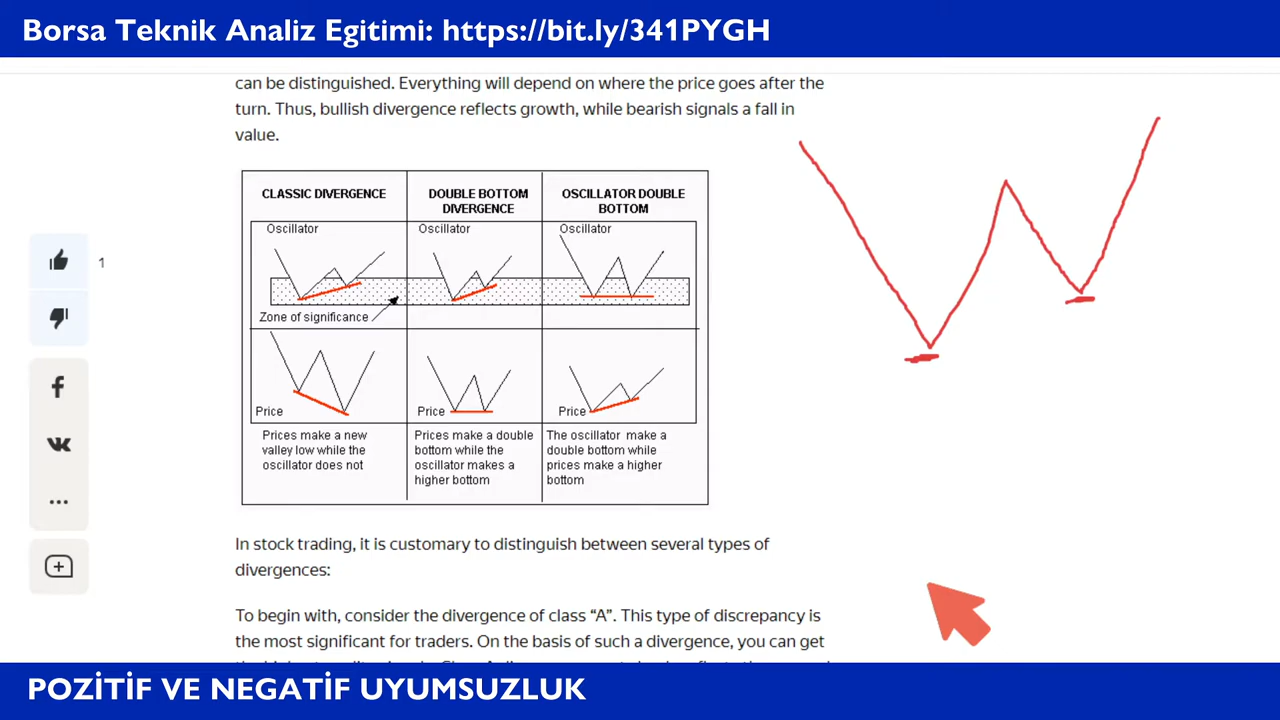 Borsa Teknik Analiz Egitimi: https://bit.ly/341PYGH
can be distinguished. Everything will depend on where the price goes after the
turn. Thus, bullish divergence reflects growth, while bearish signals a fall in
value.
CLASSIC DIVERGENCE
DOUBLE BOTTOM
DIVERGENCE
OSCILLATOR DOUBLE
BOTTOM
Oscillator
Oscillator
Oscillator
Zone of significance
Price
Price
Price
Prices make a new
valley low while the
oscillator does not
Prices make a double
bottom while the
oscillator makes a
higher bottom
The oscillator make a
double bottom while
prices make a higher
bottom
1
In stock trading, it is customary to distinguish between several types of
divergences:
To begin with, consider the divergence of class “A”. This type of discrepancy is
the most significant for traders. On the basis of such a divergence, you can get
POZİTİF VE NEGATİF UYUMSUZLUK